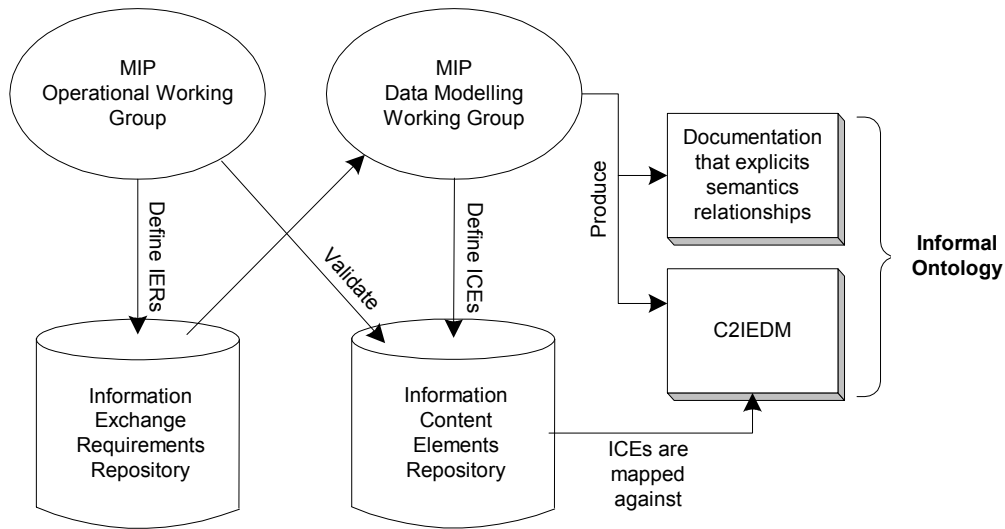 MIP
Operational Working
Group
MIP
Data Modelling
Working Group
Define IERs
Validate
Define ICEs
Produce
Documentation
that explicits
semantics
relationships
C2IEDM
Informal
Ontology
Information
Exchange
Requirements
Repository
Information
Content
Elements
Repository
ICEs are
mapped
against